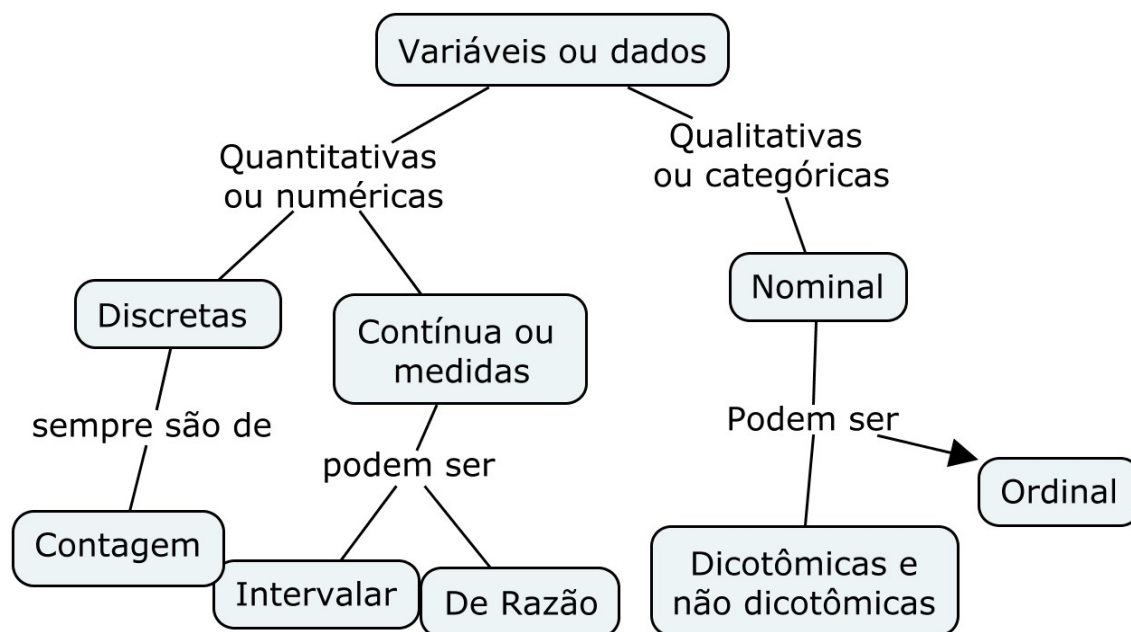 Variáveis ou dados
Quantitativas
ou numéricas
Qualitativas
ou categóricas
Discretas
Contínua ou
medidas
Nominal
sempre são de
podem ser
Podem ser
Contagem
Intervalar
De Razão
Dicotômicas e
não dicotômicas
Ordinal